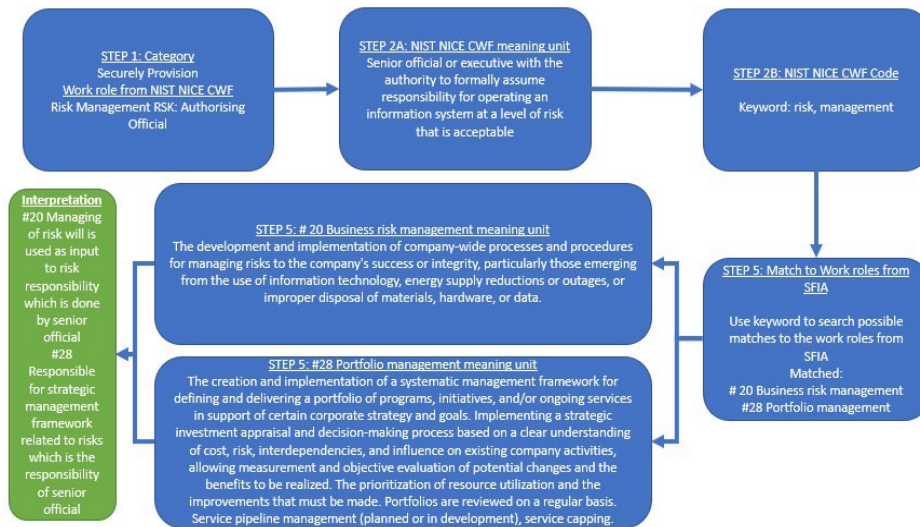 STEP 1: Category
Securely Provision
Work role from NIST NICE CWF
Risk Management RSK: Authorising
Official
STEP 2A: NIST NICE CWF meaning unit
Senior official or executive with the
authority to formally assume
responsibility for operating an
information system at a level of risk
that is acceptable
STEP 2B: NIST NICE CWF Code
Keyword: risk, management
STEP 5: Match to Work roles from
SFIA
Use keyword to search possible
matches to the work roles from
SFIA
Matched:
# 20 Business risk management
#28 Portfolio management
STEP 5: # 20 Business risk management meaning unit
The development and implementation of company-wide processes and procedures
for managing risks to the company's success or integrity, particularly those emerging
from the use of information technology, energy supply reductions or outages, or
improper disposal of materials, hardware, or data.
STEP 5: #28 Portfolio management meaning unit
The creation and implementation of a systematic management framework for
defining and delivering a portfolio of programs, initiatives, and/or ongoing services
in support of certain corporate strategy and goals. Implementing a strategic
investment appraisal and decision-making process based on a clear understanding
of cost, risk, interdependencies, and influence on existing company activities,
allowing measurement and objective evaluation of potential changes and the
benefits to be realized. The prioritization of resource utilization and the
improvements that must be made. Portfolios are reviewed on a regular basis.
Service pipeline management (planned or in development), service capping.
Interpretation
#20 Managing
of risk will is
used as input
to risk
responsibility
which is done
by senior
official
#28
Responsible
for strategic
management
framework
related to risks
which is the
responsibility
of senior
official